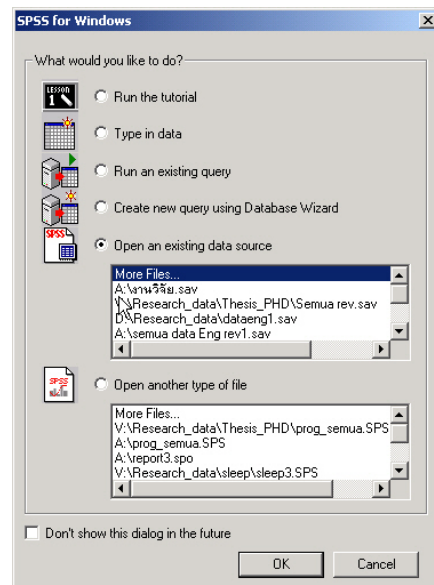 SPSS for Windows
What would you like to do?
LESSON
1
Run the tutorial
Type in data
Run an existing query
Create new query using Database Wizard
SPSS
Open an existing data source
More Files...
A:\งานวิจัย.sav
\Research_data\Thesis_PHD\Semua rev.sav
D:\Research_data\dataeng1.sav
A:\semua data Eng rev1.sav
SPSS
Open another type of file
More Files...
V:\Research_data\Thesis_PHD\prog_semua.SPS
A:\prog_semua.SPS
A:\report3.spo
V:\Research_data\sleep\sleep3.SPS
Don't show this dialog in the future
OK
Cancel